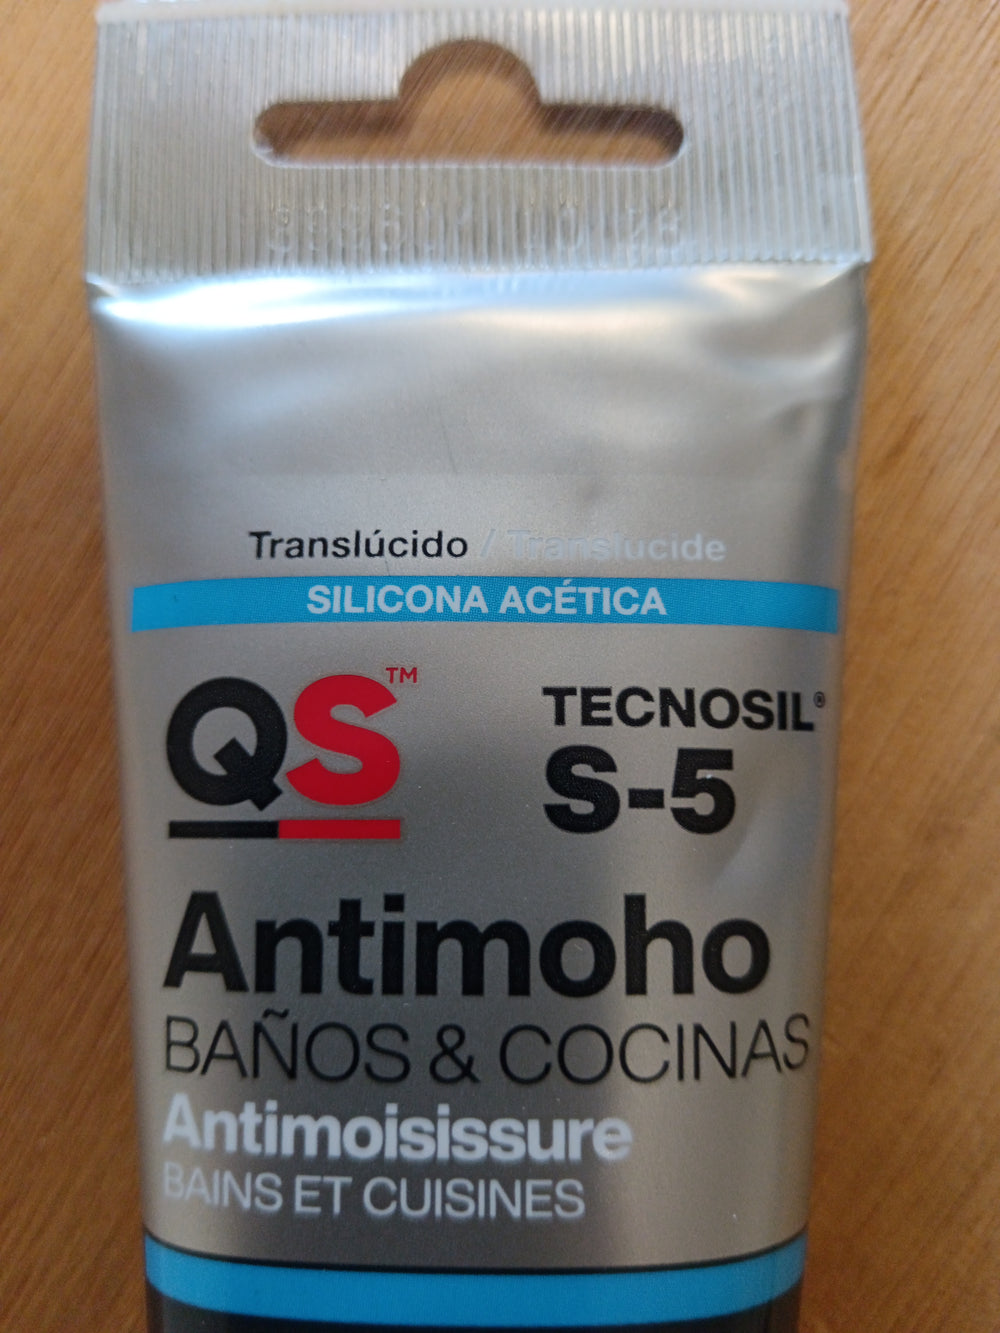 Translúcido / Translucide
SILICONA ACÉTICA
QS™
TECNOSIL®
S-5
Antimoho
BAÑOS & COCINAS
Antimoisissure
BAINS ET CUISINES